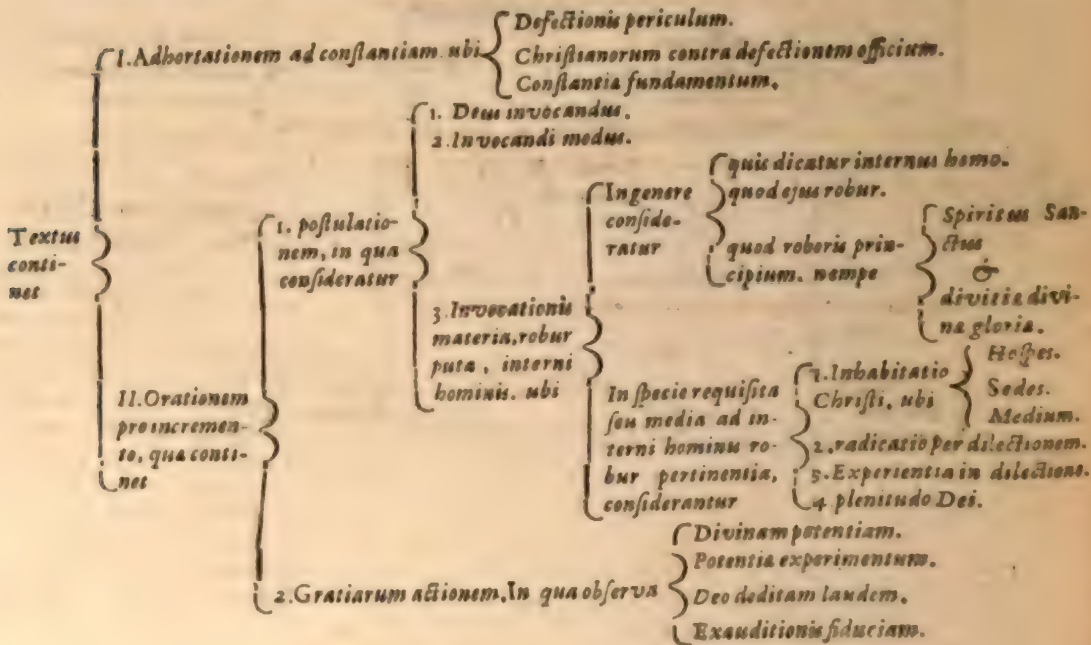 I. Adhortationem ad constantiam. ubi
Defectionis periculum.
Christianorum contra defectionem officium.
Constantia fundamentum.
Textus
conti-
net
II. Orationem
pro incremen-
to, qua conti-
net
1. postulatio-
nem, in qua
consideratur
1. Deus invocandus.
2. Invocandi modus.
3. Invocationis
materia, robur
puta, interni
hominis. ubi
In genere
conside-
ratur
quis dicatur internus homo.
quod ejus robur.
quod roboris prin-
cipium. nempe
Spiritus San-
ctus
&
divitia divi-
na gloria.
In specie requisita
seu media ad in-
terni hominis ro-
bur pertinentia,
considerantur
1. Inhabitatio
Christi, ubi
Hospes.
Sedes.
Medium.
2. radicatio per dilectionem.
3. Experientia in dilectione.
4. plenitudo Dei.
2. Gratiarum actionem, In qua observa
Divinam potentiam.
Potentia experimentum.
Deo deditam laudem.
Exauditionis fiduciam.